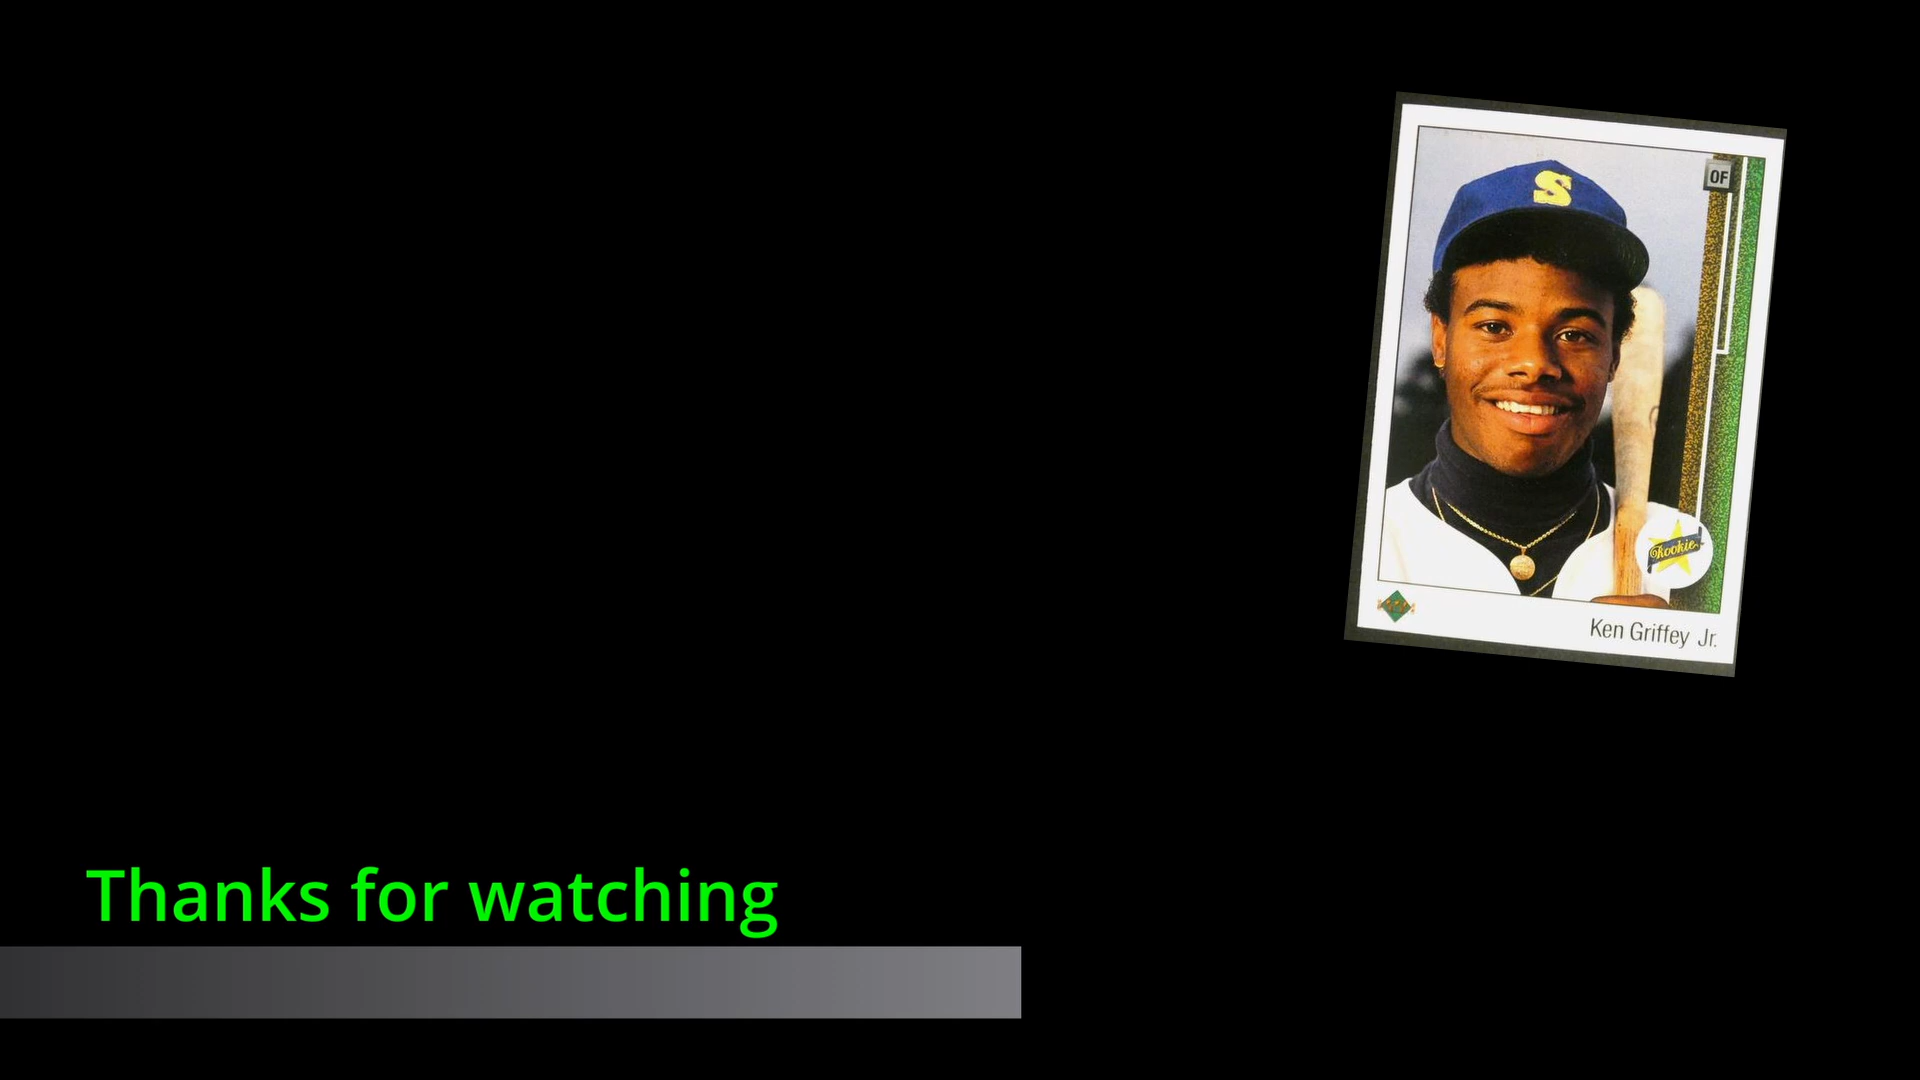 S
OF
Rookie
Ken Griffey Jr.
Thanks for watching